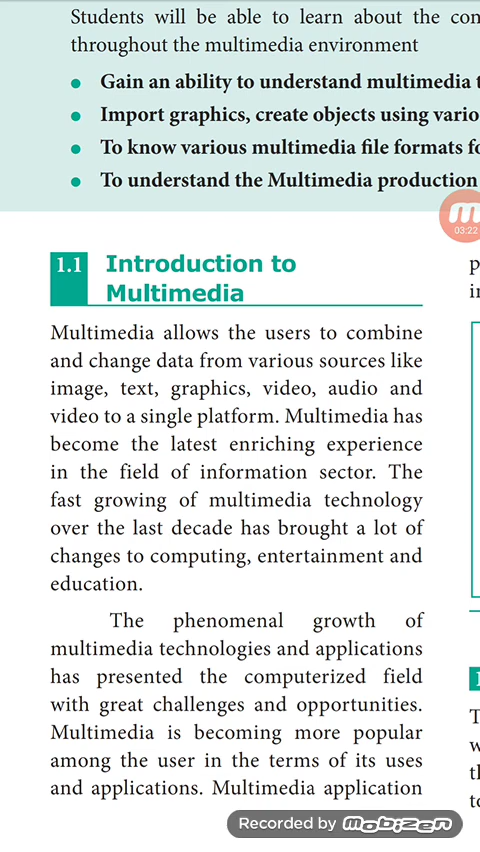 Students will be able to learn about the
throughout the multimedia environment
• Gain an ability to understand multimedia
• Import graphics, create objects using
• To know various multimedia file formats
• To understand the Multimedia production
03:22
1.1 Introduction to
Multimedia
Multimedia allows the users to combine
and change data from various sources like
image, text, graphics, video, audio and
video to a single platform. Multimedia has
become the latest enriching experience
in the field of information sector. The
fast growing of multimedia technology
over the last decade has brought a lot of
changes to computing, entertainment and
education.
The phenomenal growth of
multimedia technologies and applications
has presented the computerized field
with great challenges and opportunities.
Multimedia is becoming more popular
among the user in the terms of its uses
and applications. Multimedia application
Recorded by mobizen